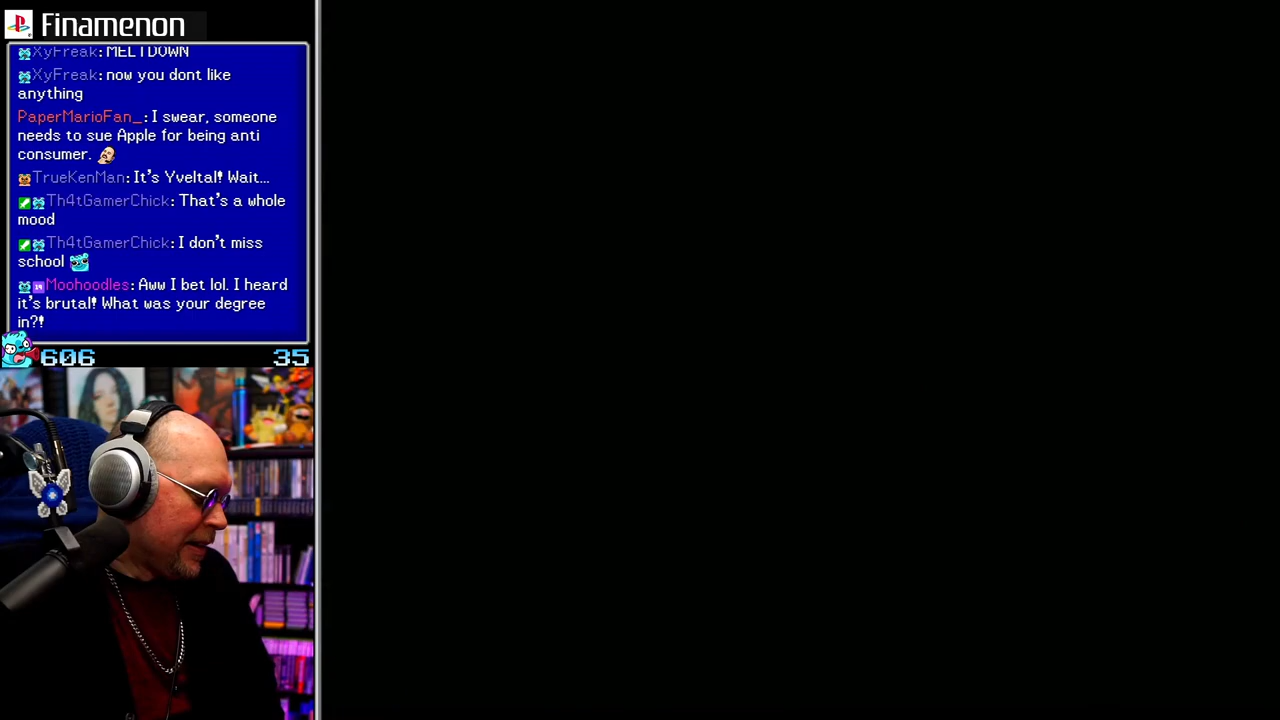 Finamenon
XyFreak: MELTDOWN
XyFreak: now you dont like
anything
PaperMarioFan_: I swear, someone
needs to sue Apple for being anti
consumer.
TrueKenMan: It's Yveltal! Wait...
Th4tGamerChick: That's a whole
mood
Th4tGamerChick: I don't miss
school
Moohoodles: Aww I bet lol. I heard
it's brutal! What was your degree
in?!
606 35